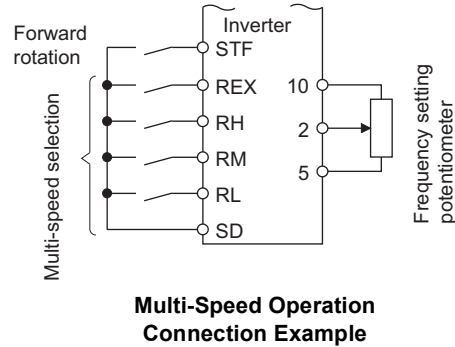 Inverter
Forward
rotation
STF
REX
RH
RM
RL
SD
Multi-speed selection
10
2
5
Frequency setting
potentiometer
Multi-Speed Operation
Connection Example